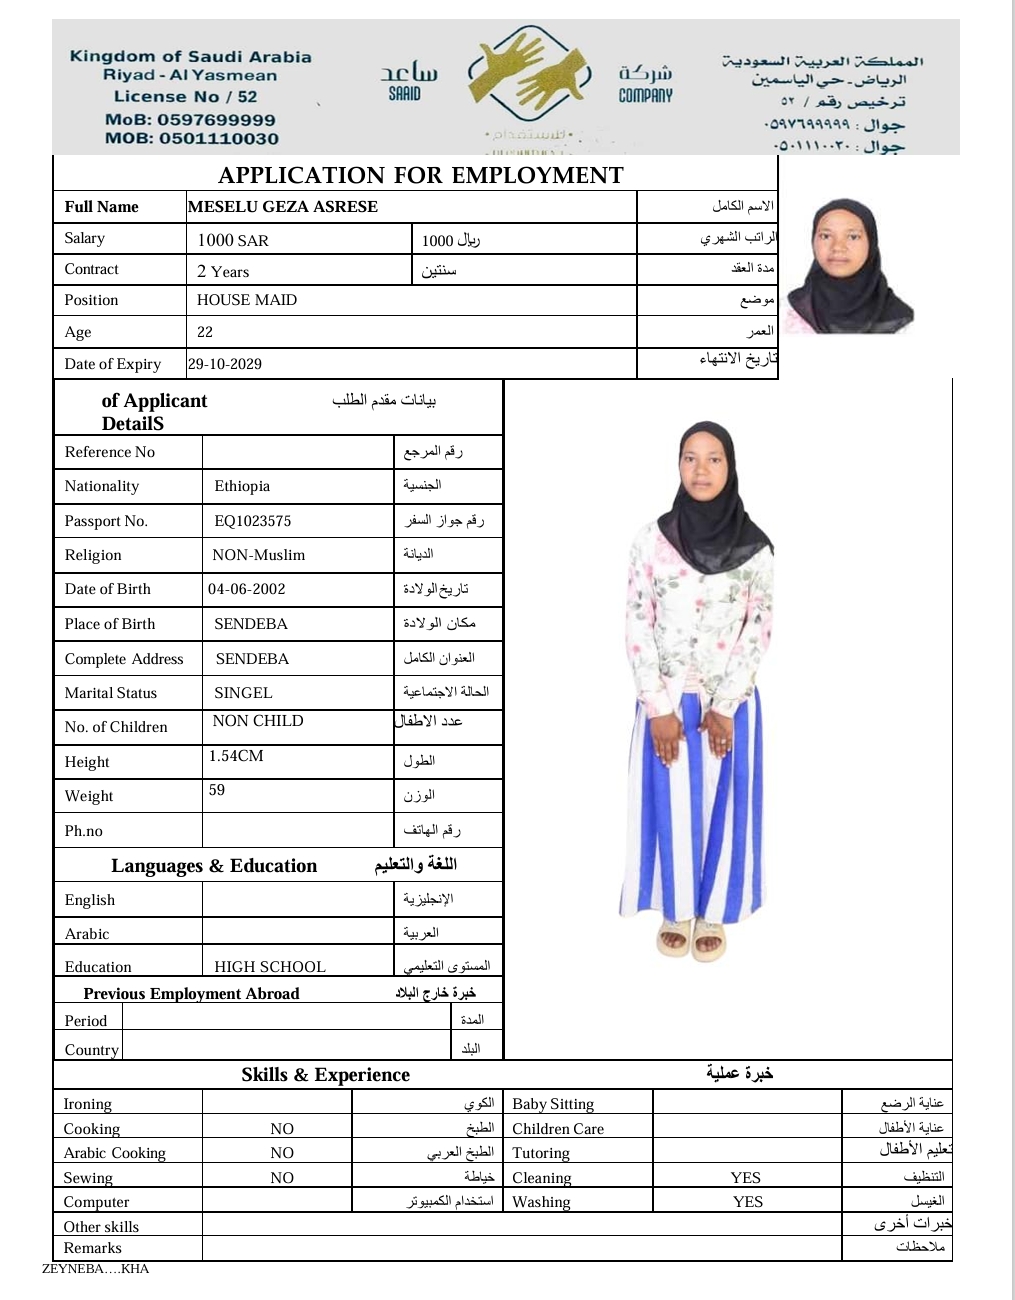 Kingdom of Saudi Arabia
Riyad - Al Yasmean
License No / 52
MoB: 0597699999
MOB: 0501110030
ساعد
SAAID
شركة
COMPANY
للاستقدام
المملكة العربية السعودية
الرياض - حي الياسمين
ترخيص رقم / ٥٢
جوال : ٠٥٩٧٦٩٩٩٩٩
جوال : ٠٥٠١١١٠٠٣٠
APPLICATION FOR EMPLOYMENT
Full Name MESELU GEZA ASRESE الاسم الكامل
Salary 1000 SAR 1000 ريال الراتب الشهري
Contract 2 Years سنتين مدة العقد
Position HOUSE MAID موضع
Age 22 العمر
Date of Expiry 29-10-2029 تاريخ الانتهاء
of Applicant بيانات مقدم الطلب
DetailS
Reference No رقم المرجع
Nationality Ethiopia الجنسية
Passport No. EQ1023575 رقم جواز السفر
Religion NON-Muslim الديانة
Date of Birth 04-06-2002 تاريخ الولادة
Place of Birth SENDEBA مكان الولادة
Complete Address SENDEBA العنوان الكامل
Marital Status SINGEL الحالة الاجتماعية
No. of Children NON CHILD عدد الاطفال
Height 1.54CM الطول
Weight 59 الوزن
Ph.no رقم الهاتف
Languages & Education اللغة والتعليم
English الإنجليزية
Arabic العربية
Education HIGH SCHOOL المستوى التعليمي
Previous Employment Abroad خبرة خارج البلاد
Period المدة
Country البلد
Skills & Experience خبرة عملية
Ironing الكوي Baby Sitting عناية الرضع
Cooking NO الطبخ Children Care عناية الأطفال
Arabic Cooking NO الطبخ العربي Tutoring تعليم الأطفال
Sewing NO خياطة Cleaning YES التنظيف
Computer استخدام الكمبيوتر Washing YES الغيسل
Other skills خبرات أخرى
Remarks ملاحظات
ZEYNEBA….KHA